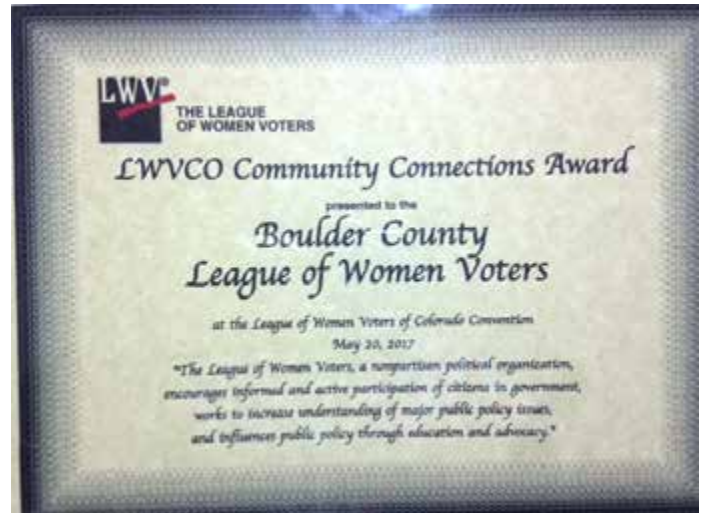 LWV®
THE LEAGUE
OF WOMEN VOTERS
LWVCO Community Connections Award
presented to the
Boulder County
League of Women Voters
at the League of Women Voters of Colorado Convention
May 20, 2017
"The League of Women Voters, a nonpartisan political organization,
encourages informed and active participation of citizens in government,
works to increase understanding of major public policy issues,
and influences public policy through education and advocacy."